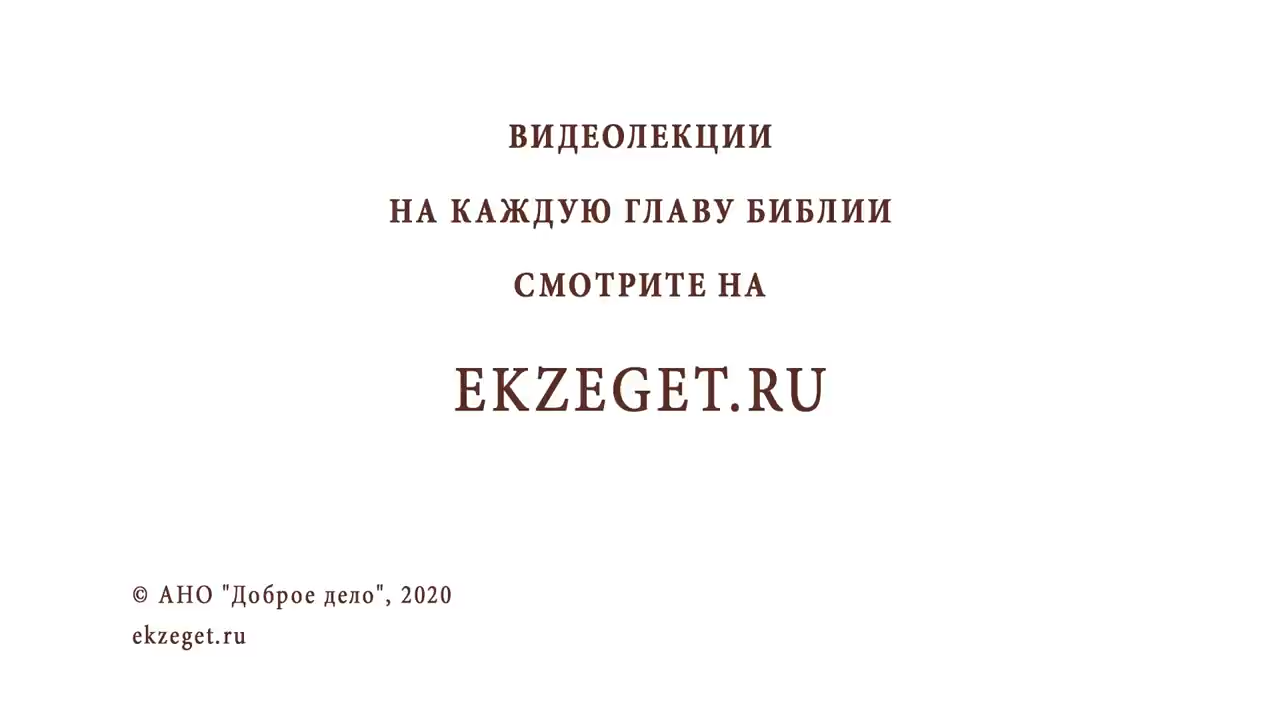 ВИДЕОЛЕКЦИИ
НА КАЖДУЮ ГЛАВУ БИБЛИИ
СМОТРИТЕ НА
EKZEGET.RU
© АНО "Доброе дело", 2020
ekzeget.ru